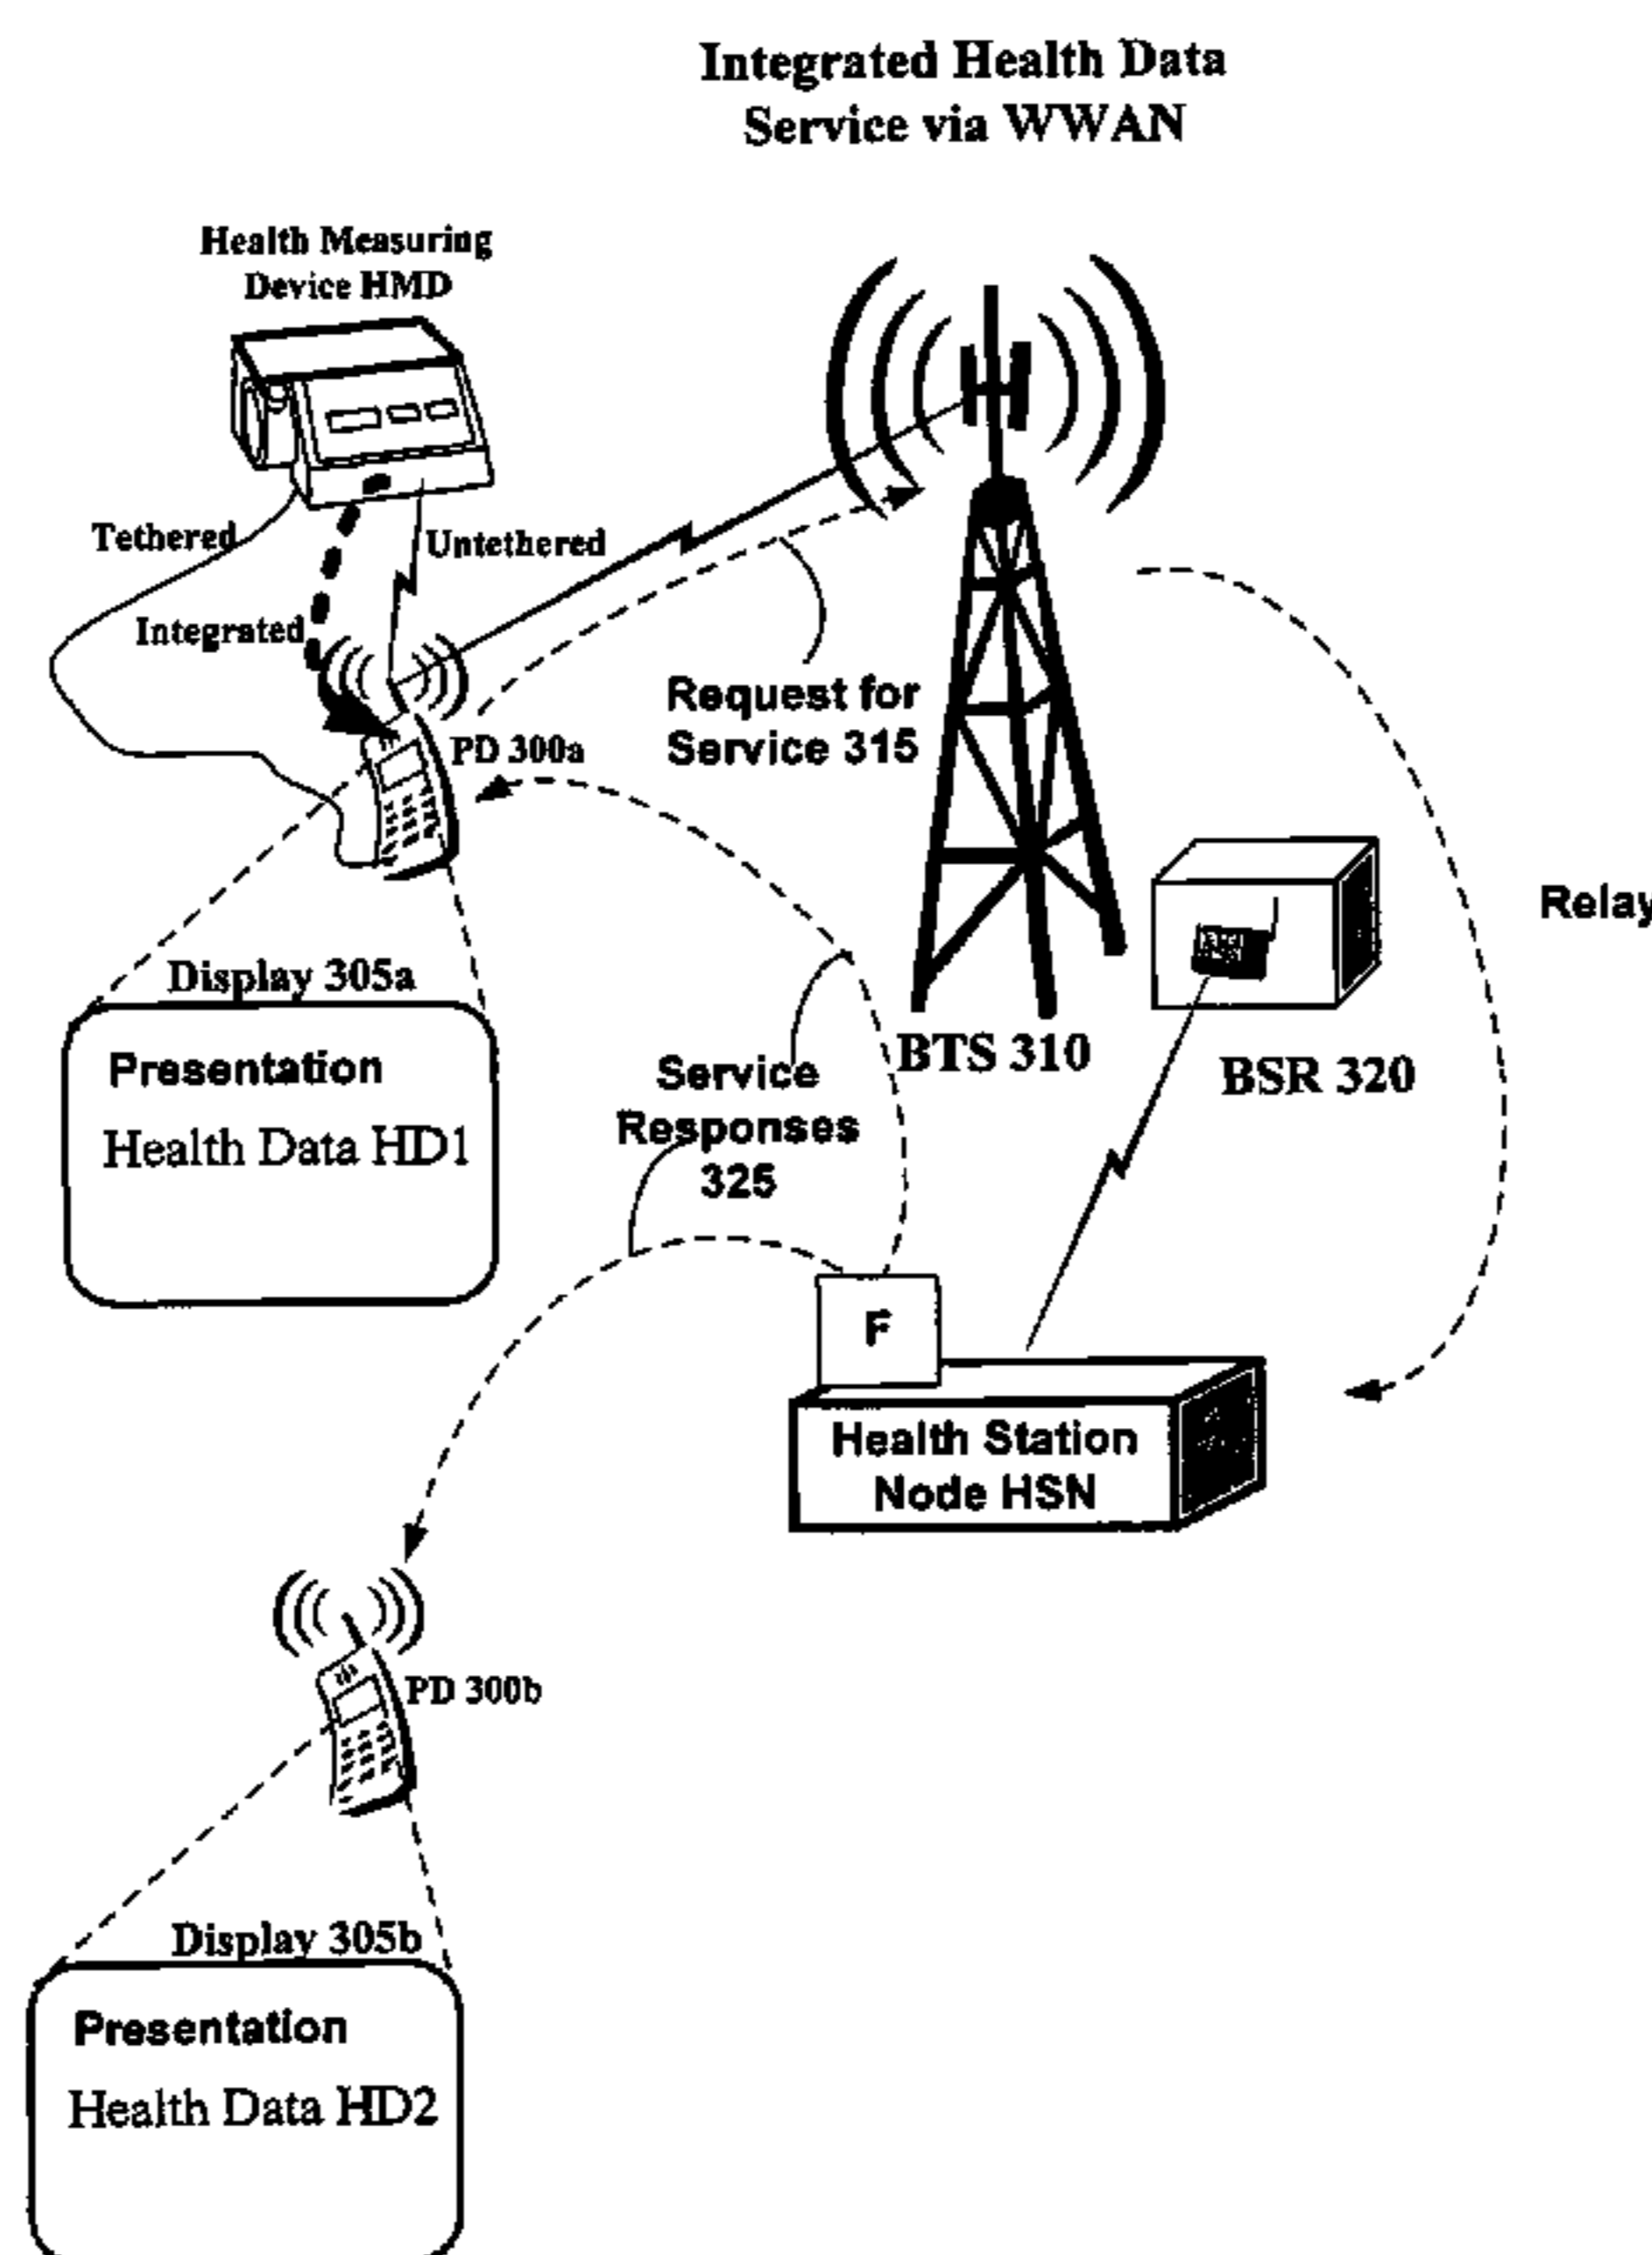 Integrated Health Data
Service via WWAN
Health Measuring
Device HMD
Tethered
Untethered
Integrated
PD 300a
Request for
Service 315
Relay
Display 305a
Presentation
Health Data HD1
BTS 310
BSR 320
Service
Responses
325
F
Health Station
Node HSN
PD 300b
Display 305b
Presentation
Health Data HD2